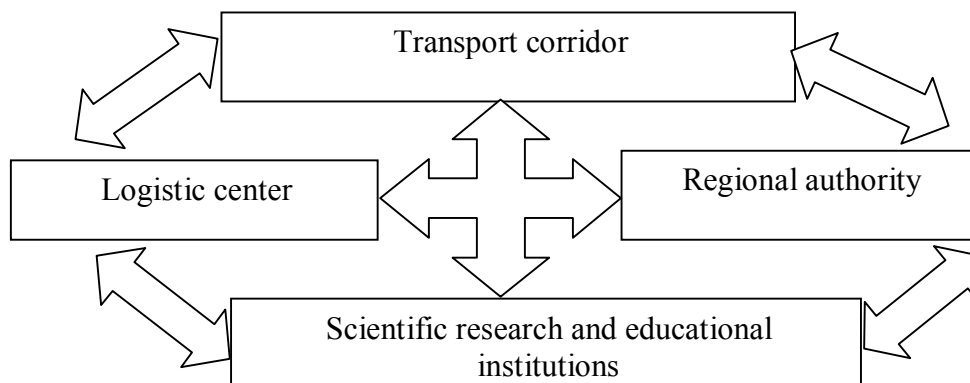 Transport corridor
Logistic center
Regional authority
Scientific research and educational
institutions